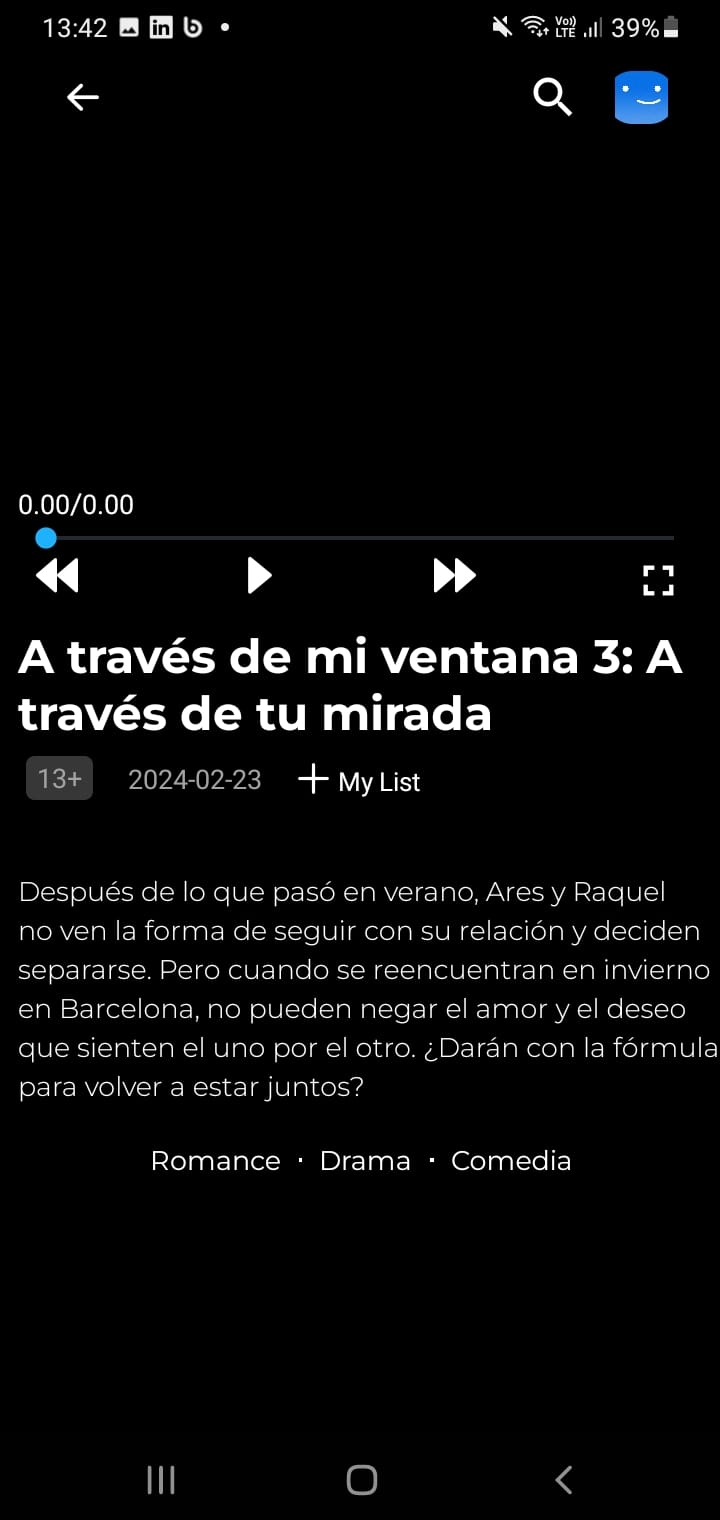 13:42 in b • Vo)) LTE 39%
0.00/0.00
A través de mi ventana 3: A
través de tu mirada
13+ 2024-02-23 + My List
Después de lo que pasó en verano, Ares y Raquel
no ven la forma de seguir con su relación y deciden
separarse. Pero cuando se reencuentran en invierno
en Barcelona, no pueden negar el amor y el deseo
que sienten el uno por el otro. ¿Darán con la fórmula
para volver a estar juntos?
Romance · Drama · Comedia